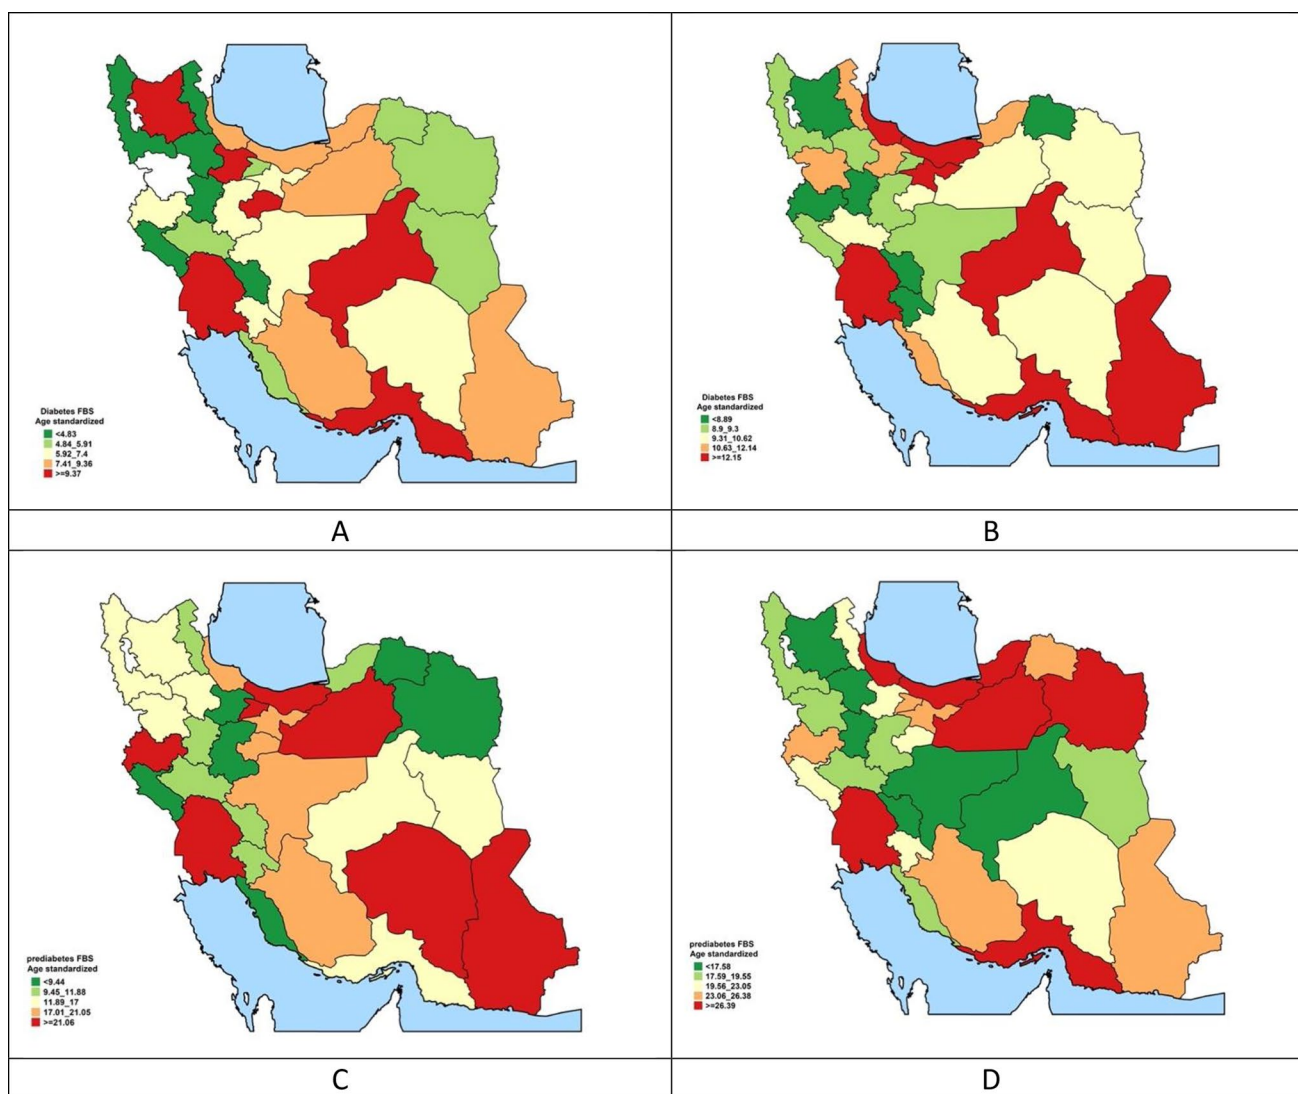 Diabetes FBS
Age standardized
<4.83
4.84_5.91
5.92_7.4
7.41_9.36
>=9.37
Diabetes FBS
Age standardized
<8.89
8.9_9.3
9.31_10.62
10.63_12.14
>=12.15
A
B
prediabetes FBS
Age standardized
<9.44
9.45_11.88
11.89_17
17.01_21.05
>=21.06
prediabetes FBS
Age standardized
<17.58
17.59_19.55
19.56_23.05
23.06_26.38
>=26.39
C
D